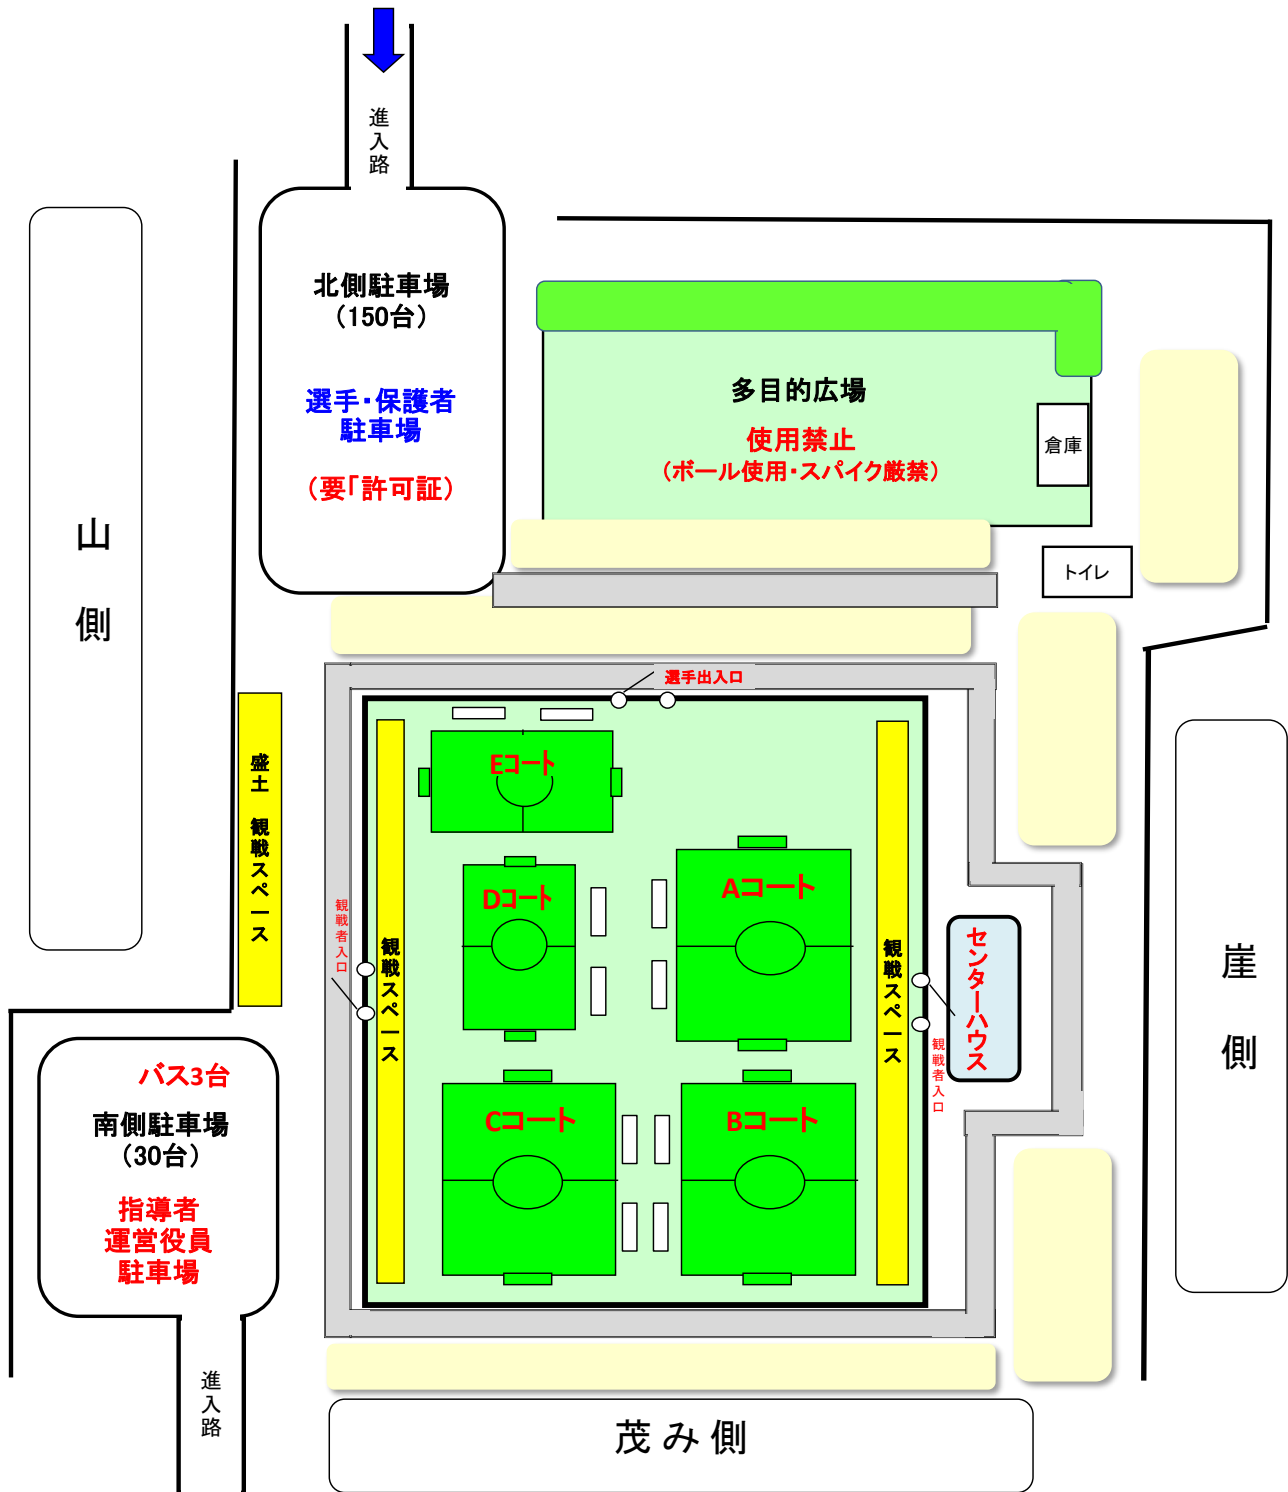 進入路
北側駐車場
（150台）
選手・保護者
駐車場
（要「許可証）
多目的広場
使用禁止
（ボール使用・スパイク厳禁）
倉庫
トイレ
山側
選手出入口
盛土　観戦スペース
観戦者入口
観戦スペース
Eコート
Dコート
Aコート
Cコート
Bコート
観戦スペース
観戦者入口
センターハウス
崖側
バス3台
南側駐車場
（30台）
指導者
運営役員
駐車場
進入路
茂み側